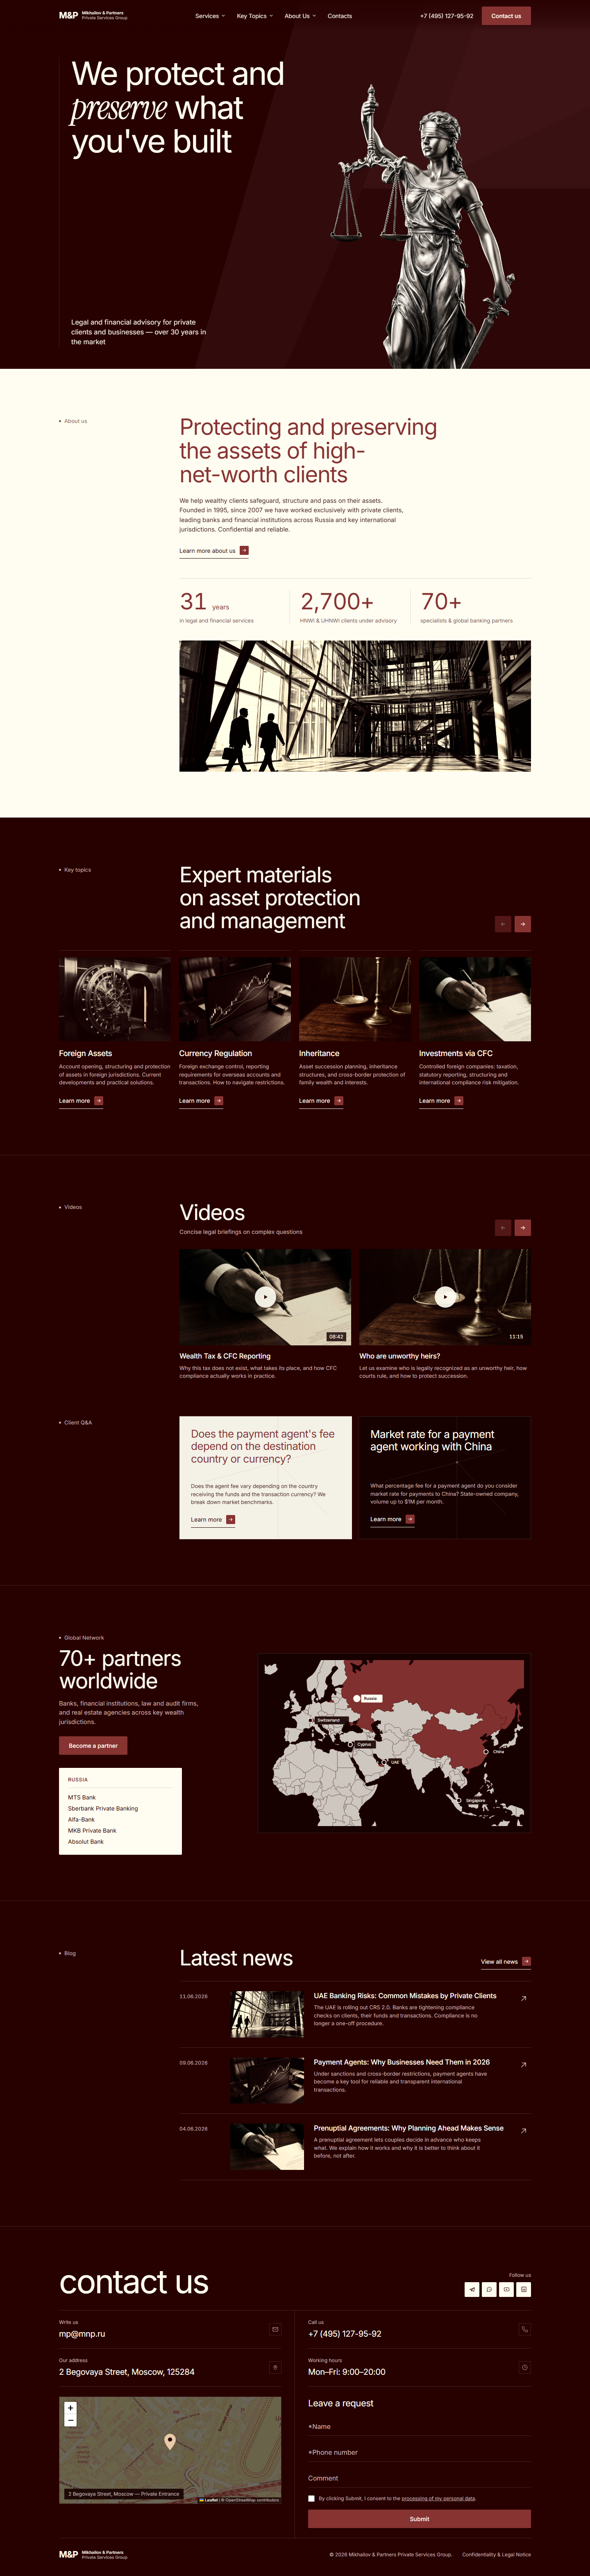 M&P
Mikhailov & Partners
Private Services Group
Services
Key Topics
About Us
Contacts
+7 (495) 127-95-92
Contact us
We protect and
preserve what
you've built
Legal and financial advisory for private
clients and businesses — over 30 years in
the market
About us
Protecting and preserving
the assets of high-
net-worth clients
We help wealthy clients safeguard, structure and pass on their assets.
Founded in 1995, since 2007 we have worked exclusively with private clients,
leading banks and financial institutions across Russia and key international
jurisdictions. Confidential and reliable.
Learn more about us
31 years
in legal and financial services
2,700+
HNWI & UHNWI clients under advisory
70+
specialists & global banking partners
Key topics
Expert materials
on asset protection
and management
Foreign Assets
Account opening, structuring and protection
of assets in foreign jurisdictions. Current
developments and practical solutions.
Learn more
Currency Regulation
Foreign exchange control, reporting
requirements for overseas accounts and
transactions. How to navigate restrictions.
Learn more
Inheritance
Asset succession planning, inheritance
structures, and cross-border protection of
family wealth and interests.
Learn more
Investments via CFC
Controlled foreign companies: taxation,
statutory reporting, structuring and
international compliance risk mitigation.
Learn more
Videos
Videos
Concise legal briefings on complex questions
08:42
Wealth Tax & CFC Reporting
Why this tax does not exist, what takes its place, and how CFC
compliance actually works in practice.
11:15
Who are unworthy heirs?
Let us examine who is legally recognized as an unworthy heir, how
courts rule, and how to protect succession.
Client Q&A
Does the payment agent's fee
depend on the destination
country or currency?
Does the agent fee vary depending on the country
receiving the funds and the transaction currency? We
break down market benchmarks.
Learn more
Market rate for a payment
agent working with China
What percentage fee for a payment agent do you consider
market rate for payments to China? State-owned company,
volume up to $1M per month.
Learn more
Global Network
70+ partners
worldwide
Banks, financial institutions, law and audit firms,
and real estate agencies across key wealth
jurisdictions.
Become a partner
RUSSIA
MTS Bank
Sberbank Private Banking
Alfa-Bank
MKB Private Bank
Absolut Bank
Russia
Switzerland
Cyprus
UAE
China
Singapore
Blog
Latest news
View all news
11.06.2026
UAE Banking Risks: Common Mistakes by Private Clients
The UAE is rolling out CRS 2.0. Banks are tightening compliance
checks on clients, their funds and transactions. Compliance is no
longer a one-off procedure.
09.06.2026
Payment Agents: Why Businesses Need Them in 2026
Under sanctions and cross-border restrictions, payment agents have
become a key tool for reliable and transparent international
transactions.
04.06.2026
Prenuptial Agreements: Why Planning Ahead Makes Sense
A prenuptial agreement lets couples decide in advance who keeps
what. We explain how it works and why it is better to think about it
before, not after.
contact us
Follow us
Write us
mp@mnp.ru
Call us
+7 (495) 127-95-92
Our address
2 Begovaya Street, Moscow, 125284
Working hours
Mon–Fri: 9:00–20:00
+
−
2 Begovaya Street, Moscow — Private Entrance
Leaflet | © OpenStreetMap contributors
Leave a request
*Name
*Phone number
Comment
By clicking Submit, I consent to the processing of my personal data.
Submit
M&P
Mikhailov & Partners
Private Services Group
© 2026 Mikhailov & Partners Private Services Group.
Confidentiality & Legal Notice